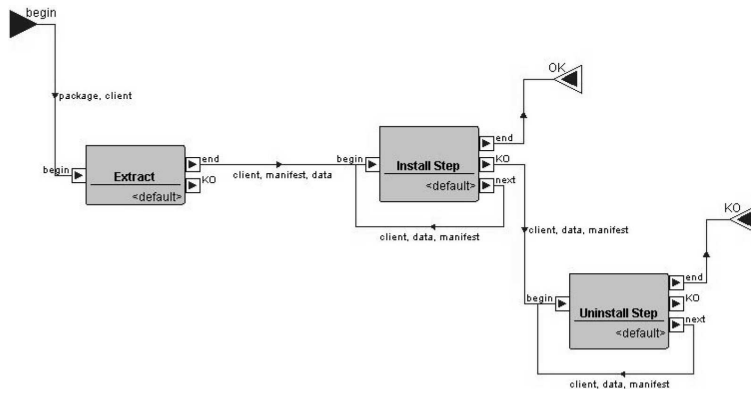 begin
package, client
begin
Extract
<default>
end
KO
client, manifest, data
begin
Install Step
<default>
end
KO
next
client, data, manifest
OK
client, data, manifest
begin
Uninstall Step
<default>
end
KO
next
client, data, manifest
KO